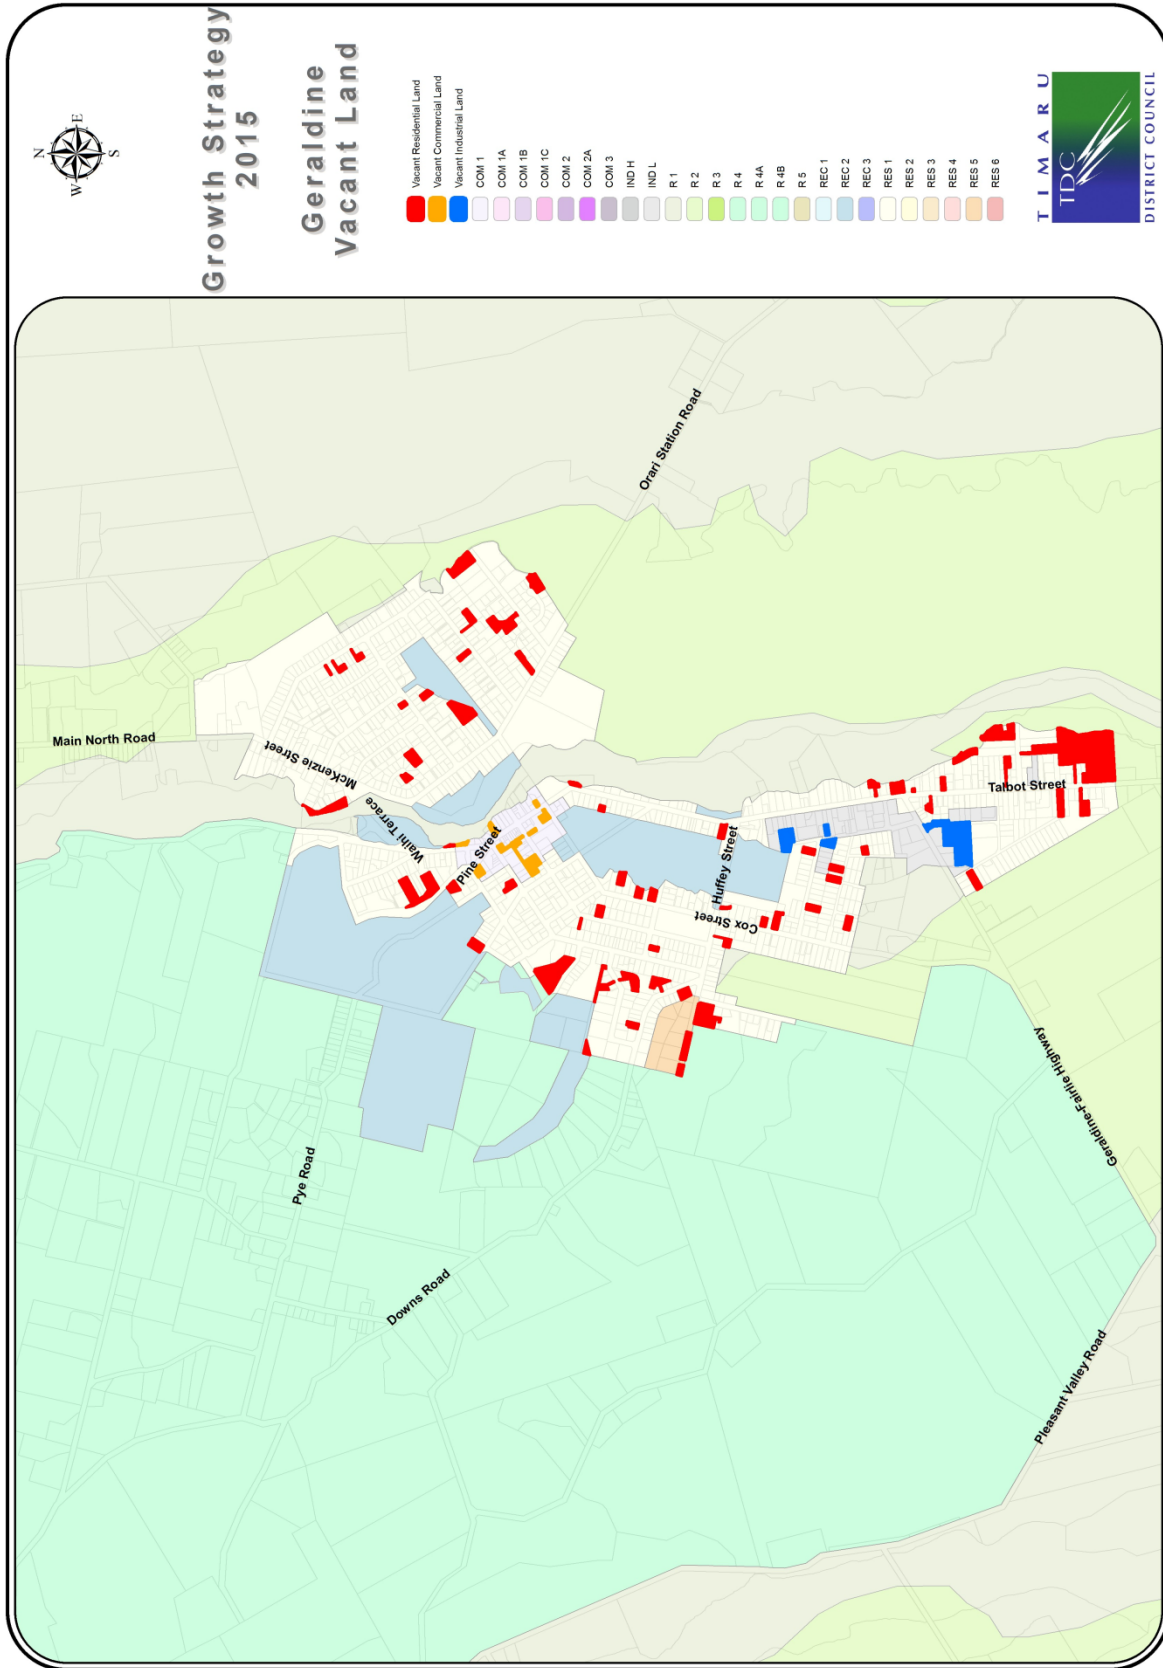 N
W
E
S
Growth Strategy
2015
Geraldine
Vacant Land
Vacant Residential Land
Vacant Commercial Land
Vacant Industrial Land
COM 1
COM 1A
COM 1B
COM 1C
COM 2
COM 2A
COM 3
IND H
IND L
R 1
R 2
R 3
R 4
R 4A
R 4B
R 5
REC 1
REC 2
REC 3
RES 1
RES 2
RES 3
RES 4
RES 5
RES 6
TIMARU
TDC
DISTRICT COUNCIL
Main North Road
McKenzie Street
Waihi Terrace
Pine Street
Orari Station Road
Huffey Street
Cox Street
Talbot Street
Pye Road
Downs Road
Geraldine-Fairlie Highway
Pleasant Valley Road